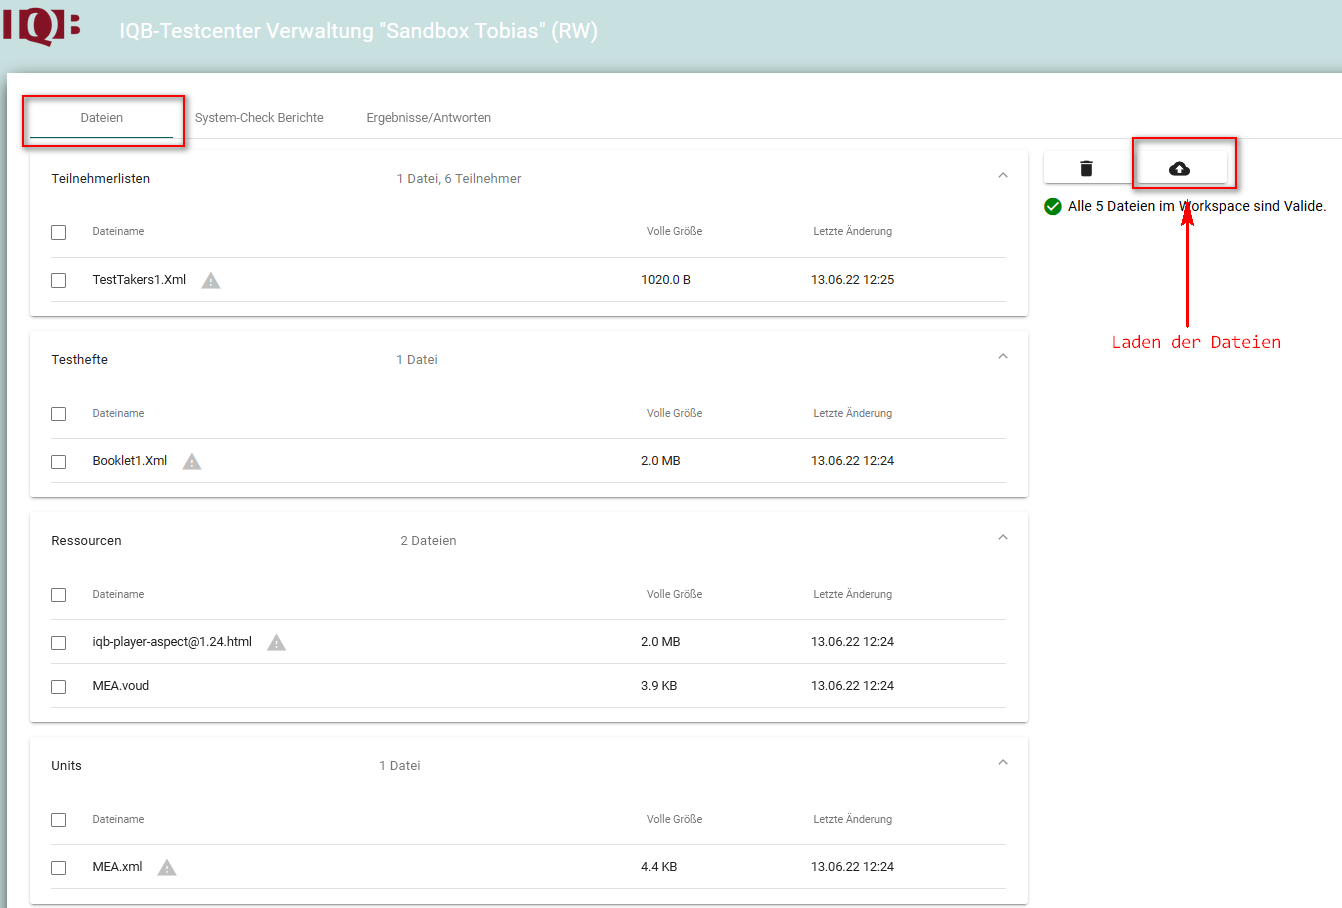 IQB
IQB-Testcenter Verwaltung "Sandbox Tobias" (RW)
Dateien System-Check Berichte Ergebnisse/Antworten
Teilnehmerlisten 1 Datei, 6 Teilnehmer
Dateiname Volle Größe Letzte Änderung
TestTakers1.Xml 1020.0 B 13.06.22 12:25
Alle 5 Dateien im Workspace sind Valide.
Laden der Dateien
Testhefte 1 Datei
Dateiname Volle Größe Letzte Änderung
Booklet1.Xml 2.0 MB 13.06.22 12:24
Ressourcen 2 Dateien
Dateiname Volle Größe Letzte Änderung
iqb-player-aspect@1.24.html 2.0 MB 13.06.22 12:24
MEA.voud 3.9 KB 13.06.22 12:24
Units 1 Datei
Dateiname Volle Größe Letzte Änderung
MEA.xml 4.4 KB 13.06.22 12:24